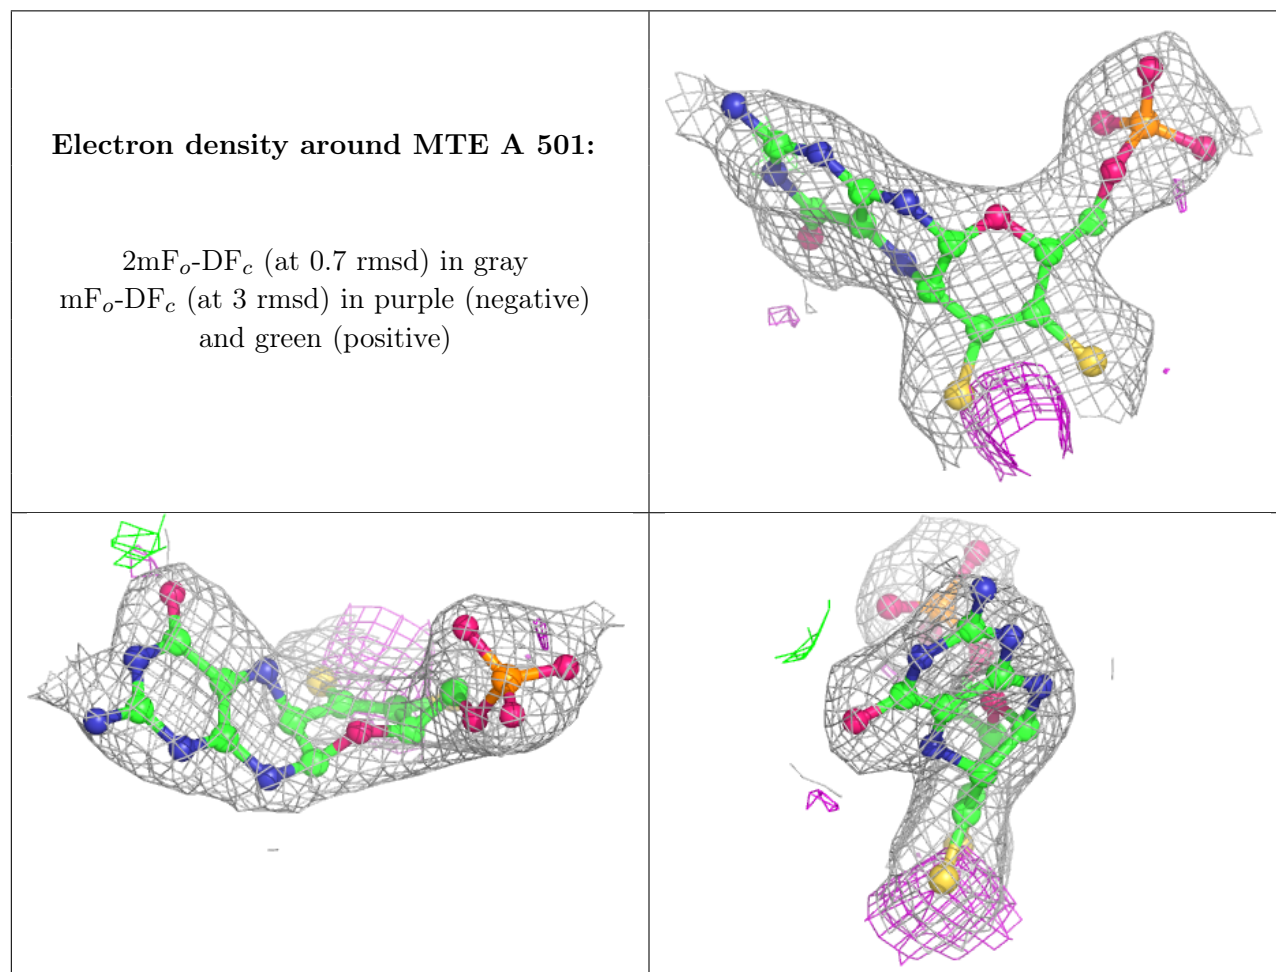 Electron density around MTE A 501:
2mFo-DFc (at 0.7 rmsd) in gray
mFo-DFc (at 3 rmsd) in purple (negative)
and green (positive)